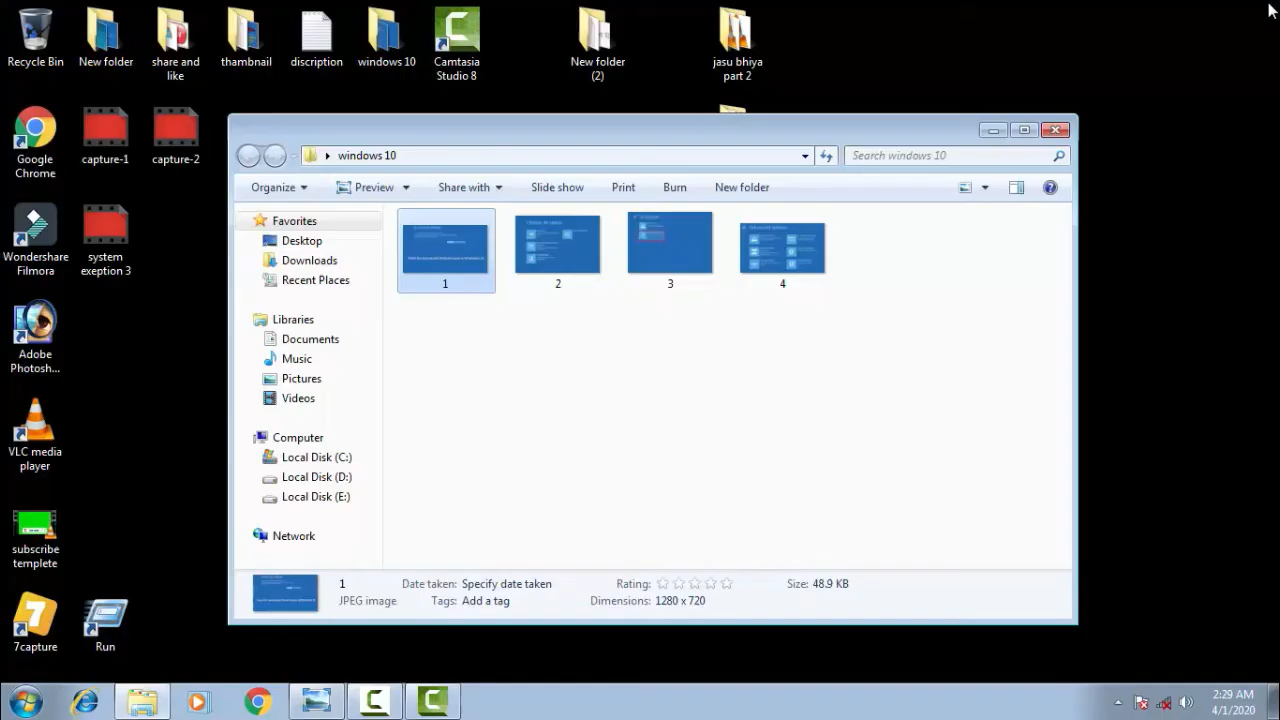 Recycle Bin
New folder
share and
like
thumbnail
discription
windows 10
Camtasia
Studio 8
New folder
(2)
jasu bhiya
part 2
Google
Chrome
capture-1
capture-2
Wondershare
Filmora
system
exeption 3
Adobe
Photosh...
VLC media
player
subscribe
templete
7capture
Run
windows 10
Search windows 10
Organize
Preview
Share with
Slide show
Print
Burn
New folder
Favorites
Desktop
Downloads
Recent Places
Libraries
Documents
Music
Pictures
Videos
Computer
Local Disk (C:)
Local Disk (D:)
Local Disk (E:)
Network
1
2
3
4
1
JPEG image
Date taken: Specify date taken
Tags: Add a tag
Rating:
Dimensions: 1280 x 720
Size: 48.9 KB
2:29 AM
4/1/2020